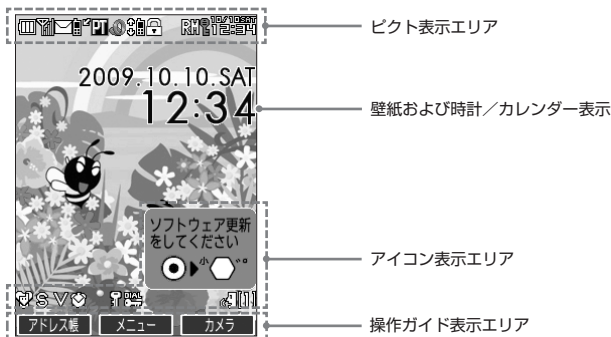 ピクト表示エリア
2009.10.10.SAT
12:34
壁紙および時計／カレンダー表示
ソフトウェア更新
をしてください
アイコン表示エリア
DIAL
[1]
操作ガイド表示エリア
アドレス帳 メニュー カメラ